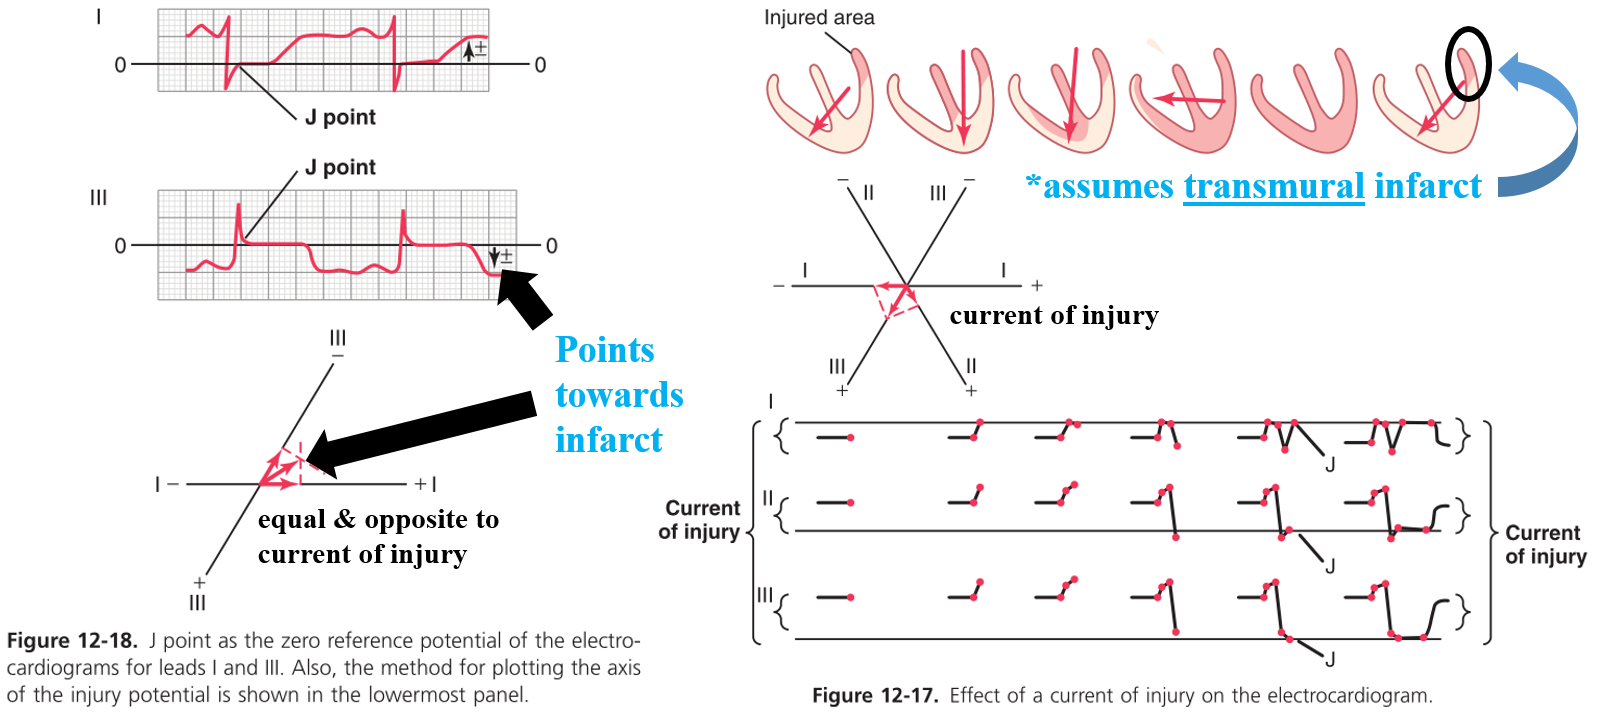 I
0
0
±
J point
J point
III
0
0
±
Points
towards
infarct
III
−
I −
+ I
equal & opposite to
current of injury
+
III
Figure 12-18. J point as the zero reference potential of the electro-
cardiograms for leads I and III. Also, the method for plotting the axis
of the injury potential is shown in the lowermost panel.
Injured area
*assumes transmural infarct
− II III −
I I
− +
current of injury
III II
+ +
I
J
II
Current
of injury
J
Current
of injury
III
J
Figure 12-17. Effect of a current of injury on the electrocardiogram.